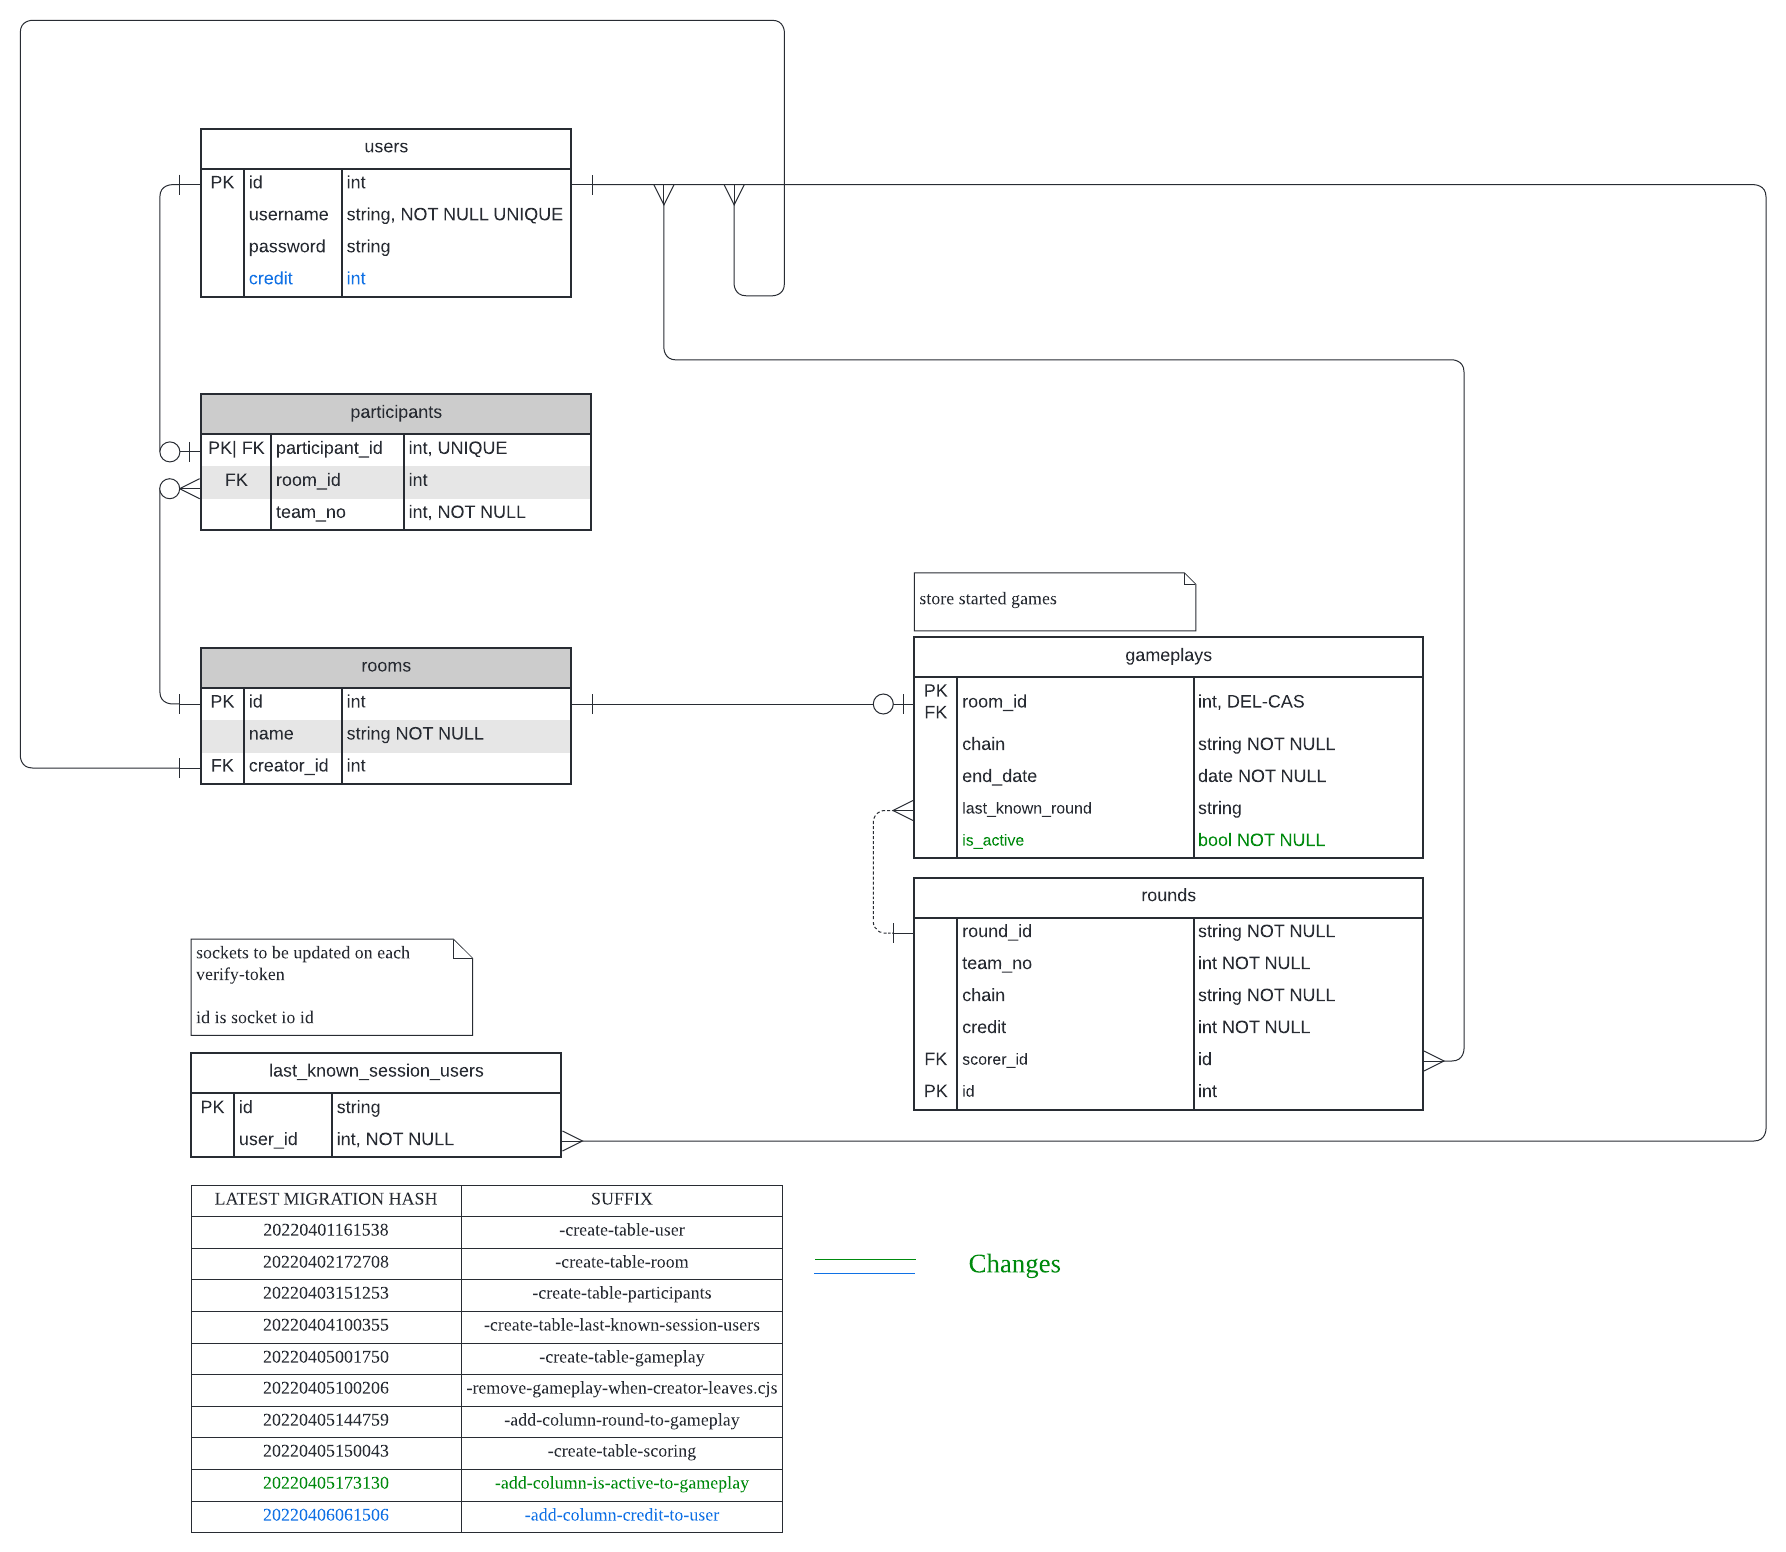 users
PK id int
username string, NOT NULL UNIQUE
password string
credit int
participants
PK| FK participant_id int, UNIQUE
FK room_id int
team_no int, NOT NULL
store started games
gameplays
PK
FK room_id int, DEL-CAS
chain string NOT NULL
end_date date NOT NULL
last_known_round string
is_active bool NOT NULL
rooms
PK id int
name string NOT NULL
FK creator_id int
rounds
round_id string NOT NULL
team_no int NOT NULL
chain string NOT NULL
credit int NOT NULL
FK scorer_id id
PK id int
sockets to be updated on each
verify-token
id is socket io id
last_known_session_users
PK id string
user_id int, NOT NULL
LATEST MIGRATION HASH SUFFIX
20220401161538 -create-table-user
20220402172708 -create-table-room
20220403151253 -create-table-participants
20220404100355 -create-table-last-known-session-users
20220405001750 -create-table-gameplay
20220405100206 -remove-gameplay-when-creator-leaves.cjs
20220405144759 -add-column-round-to-gameplay
20220405150043 -create-table-scoring
20220405173130 -add-column-is-active-to-gameplay
20220406061506 -add-column-credit-to-user
Changes